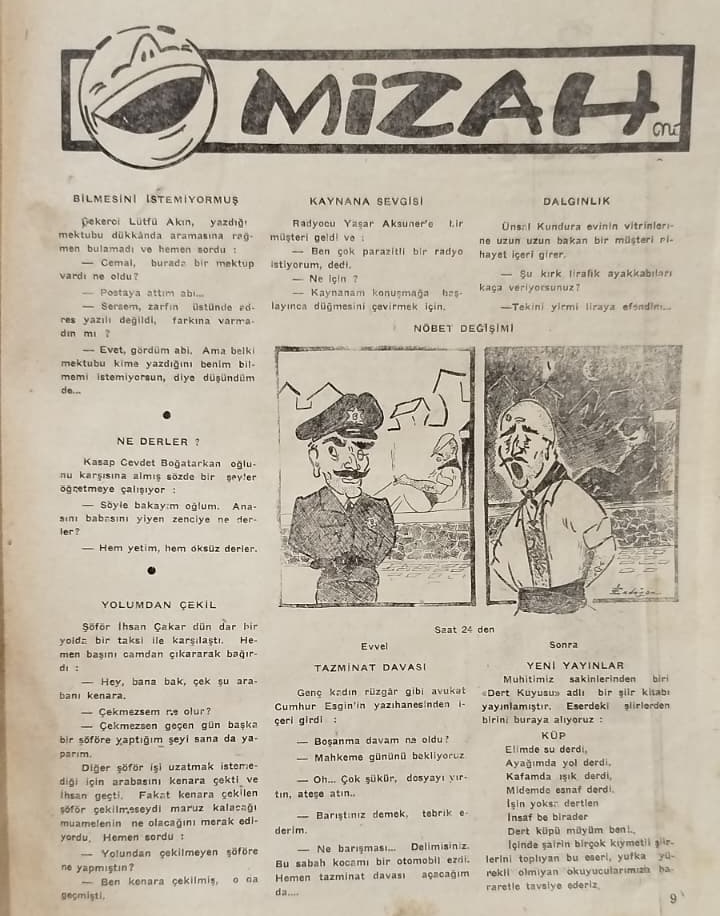 MİZAH
BİLMESİNİ İSTEMİYORMUŞ
Şekerci Lütfü Akın, yazdığı
mektubu dükkânda aramasına rağ-
men bulamadı ve hemen sordu :
— Cemal, burada bir mektup
vardı ne oldu?
— Postaya attım abi...
— Sersem, zarfın üstünde ad-
res yazılı değildi, farkına varma-
dın mı ?
— Evet, gördüm abi. Ama belki
mektubu kime yazdığını benim bil-
memi istemiyorsun, diye düşündüm
de...
NE DERLER ?
Kasap Cevdet Boğatarkan oğlu-
nu karşısına almış sözde bir şeyler
öğretmeye çalışıyor :
— Söyle bakayım oğlum. Ana-
sını babasını yiyen zenciye ne der-
ler?
— Hem yetim, hem öksüz derler.
YOLUMDAN ÇEKİL
Şöför İhsan Çakar dün dar bir
yolda bir taksi ile karşılaştı. He-
men başını camdan çıkararak bağır-
dı :
— Hey, bana bak, çek şu ara-
banı kenara.
— Çekmezsem ne olur?
— Çekmezsen geçen gün başka
bir şöföre yaptığım şeyi sana da ya-
parım.
Diğer şöför işi uzatmak isteme-
diği için arabasını kenara çekti ve
İhsan geçti. Fakat kenara çekilen
şöför çekilmeseydi maruz kalacağı
muamelenin ne olacağını merak edi-
yordu. Hemen sordu :
— Yolundan çekilmeyen şöföre
ne yapmıştın?
— Ben kenara çekilmiş, o da
geçmişti.
KAYNANA SEVGİSİ
Radyocu Yaşar Aksuner'e bir
müşteri geldi ve :
— Ben çok parazitli bir radyo
istiyorum, dedi.
— Ne için ?
— Kaynanam konuşmağa baş-
layınca düğmesini çevirmek için.
DALGINLIK
Ünsal Kundura evinin vitrinleri-
ne uzun uzun bakan bir müşteri ni-
hayet içeri girer.
— Şu kırk liralık ayakkabıları
kaça veriyorsunuz?
—Tekini yirmi liraya efendim...
NÖBET DEĞİŞİMİ
Erdoğan
Saat 24 den
Evvel
Sonra
TAZMİNAT DAVASI
Genç kadın rüzgâr gibi avukat
Cumhur Esgin'in yazıhanesinden i-
çeri girdi :
— Boşanma davam ne oldu?
— Mahkeme gününü bekliyoruz
— Oh... Çok şükür, dosyayı yır-
tın, ateşe atın..
— Barıştınız demek, tebrik e-
derim.
— Ne barışması... Delimisiniz.
Bu sabah kocamı bir otomobil ezdi.
Hemen tazminat davası açacağım
da....
YENİ YAYINLAR
Muhitimiz sakinlerinden biri
«Dert Kuyusu» adlı bir şiir kitabı
yayınlamıştır. Eserdeki şiirlerden
birini buraya alıyoruz :
KÜP
Elimde su derdi,
Ayağımda yol derdi,
Kafamda ışık derdi,
Midemde esnaf derdi.
İşin yoksa dertlen
İnsaf be birader
Dert küpü müyüm ben!..
İçinde şairin birçok kıymetli şiir-
lerini toplıyan bu eseri, yufka yü-
rekli olmıyan okuyucularımıza ha-
raretle tavsiye ederiz.
9